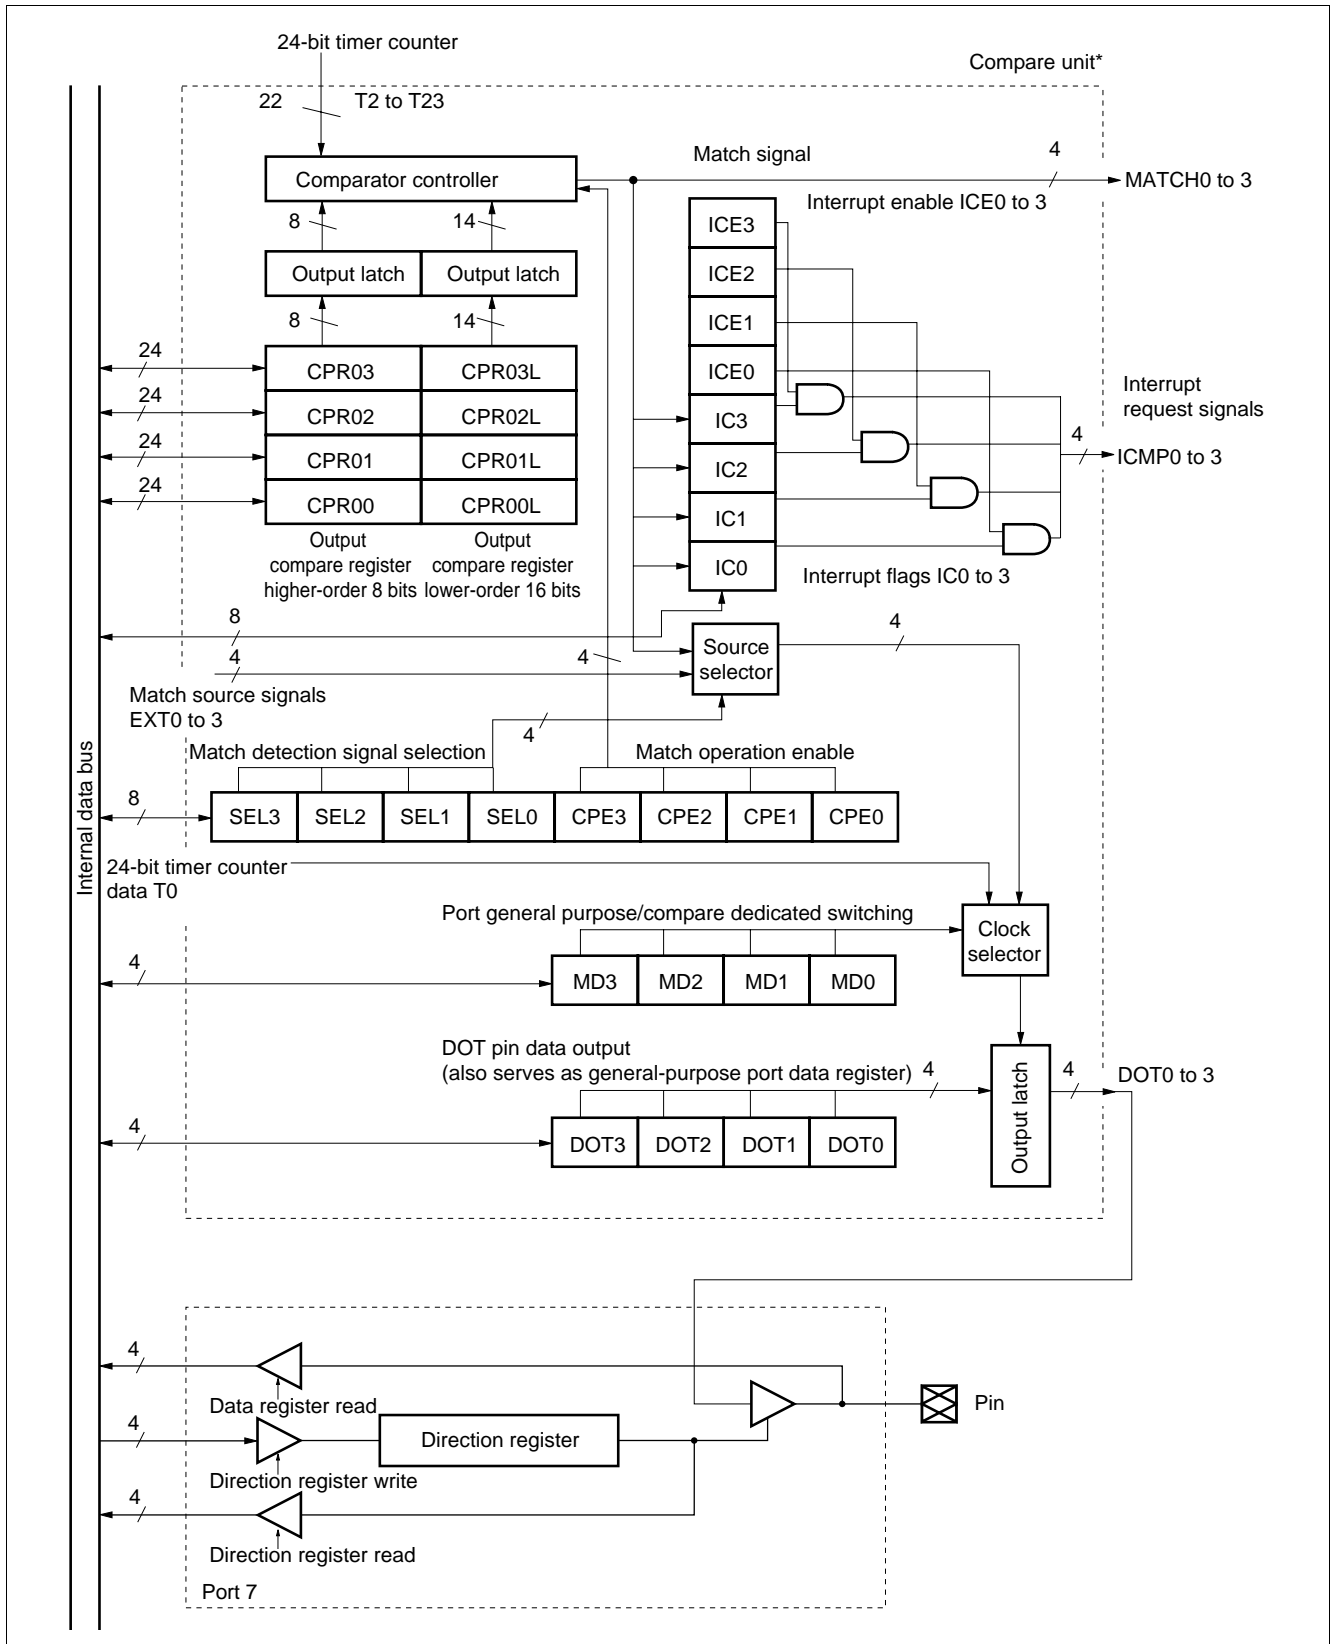 24-bit timer counter
Compare unit*
22
T2 to T23
Match signal
4
Comparator controller
MATCH0 to 3
Interrupt enable ICE0 to 3
8
14
ICE3
Output latch
Output latch
ICE2
8
14
ICE1
24
CPR03
CPR03L
ICE0
Interrupt
request signals
24
CPR02
CPR02L
IC3
4
24
CPR01
CPR01L
IC2
ICMP0 to 3
24
CPR00
CPR00L
IC1
Output
compare register
higher-order 8 bits
Output
compare register
lower-order 16 bits
IC0
Interrupt flags IC0 to 3
8
4
4
4
Source
selector
Match source signals
EXT0 to 3
4
Match detection signal selection
Match operation enable
Internal data bus
8
SEL3
SEL2
SEL1
SEL0
CPE3
CPE2
CPE1
CPE0
24-bit timer counter
data T0
Port general purpose/compare dedicated switching
Clock
selector
4
MD3
MD2
MD1
MD0
DOT pin data output
(also serves as general-purpose port data register)
4
4
DOT0 to 3
Output latch
4
DOT3
DOT2
DOT1
DOT0
4
Data register read
Pin
4
Direction register
Direction register write
4
Direction register read
Port 7